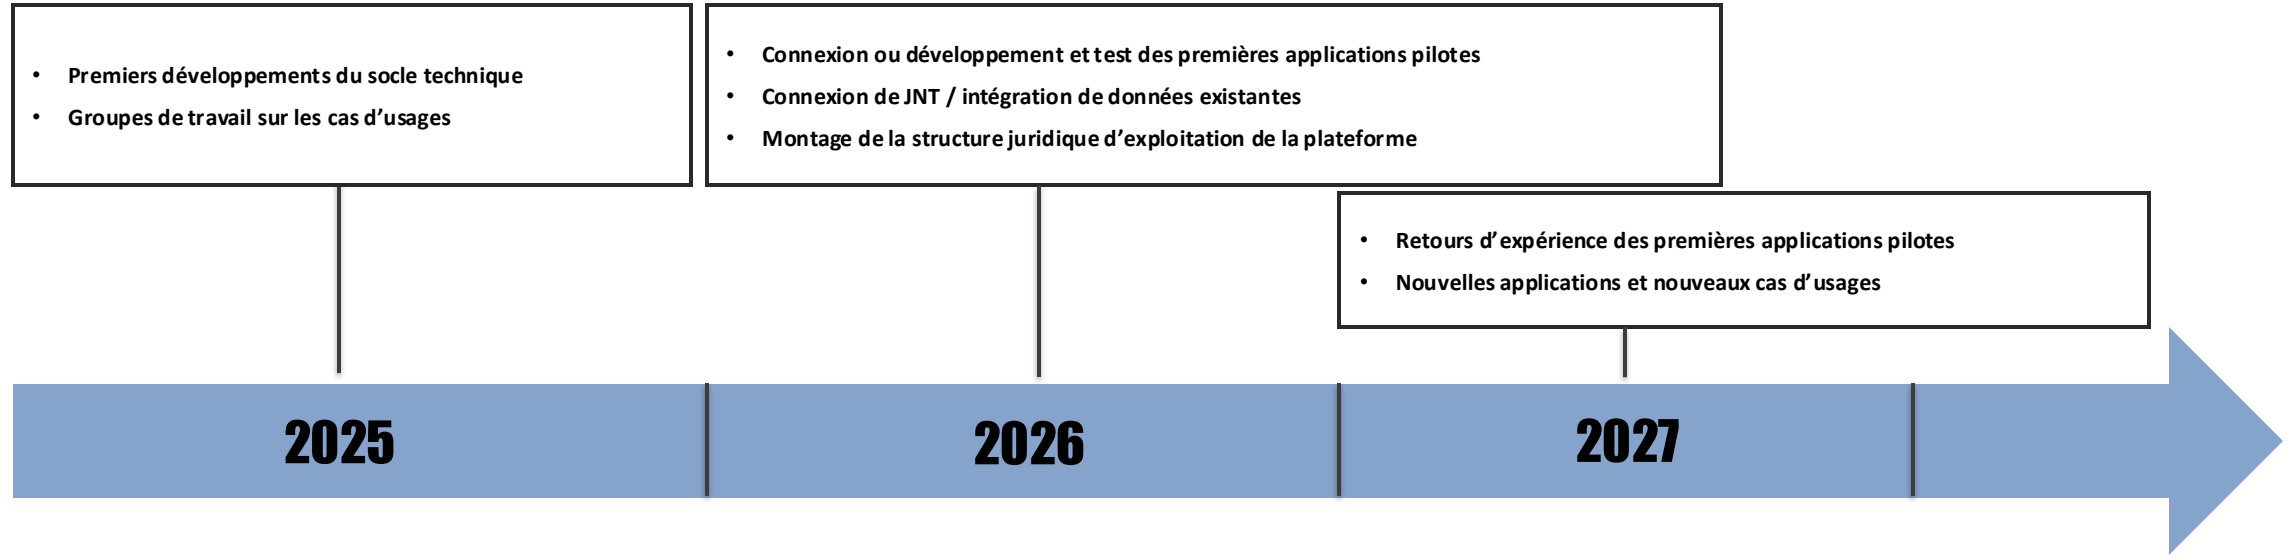 • Premiers développements du socle technique
• Groupes de travail sur les cas d’usages
• Connexion ou développement et test des premières applications pilotes
• Connexion de JNT / intégration de données existantes
• Montage de la structure juridique d’exploitation de la plateforme
• Retours d’expérience des premières applications pilotes
• Nouvelles applications et nouveaux cas d’usages
2025
2026
2027